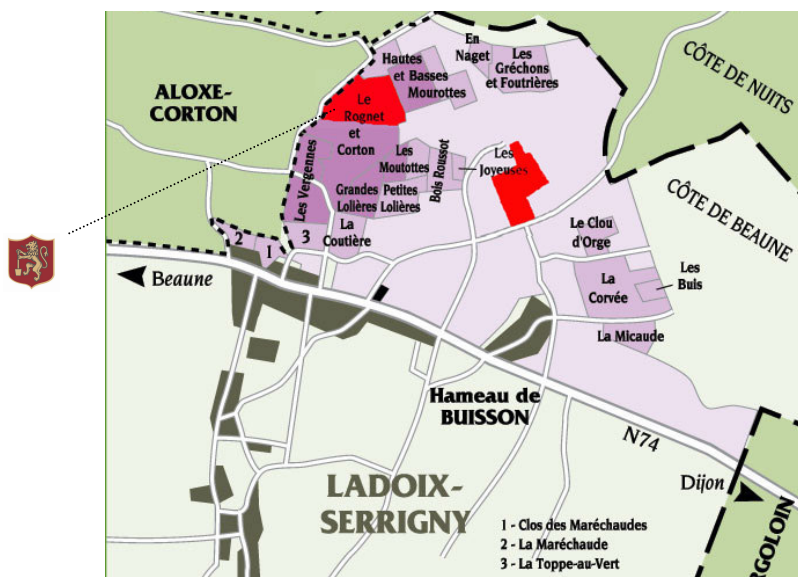 En
Naget
Les
Gréchons
et Foutrières
CÔTE DE NUITS
Hautes
et Basses
Mourottes
ALOXE-
CORTON
Le
Rognet
et
Corton
Les Vergennes
Les
Moutottes
Bois Roussot
Les
Joyeuses
Grandes
Lolières
Petites
Lolières
CÔTE DE BEAUNE
La
Coutière
Le Clou
d'Orge
2
1
3
Beaune
La
Corvée
Les
Buis
La Micaude
Hameau de
BUISSON
N74
Dijon
LADOIX-
SERRIGNY
RGOLOIN
1 - Clos des Maréchaudes
2 - La Maréchaude
3 - La Toppe-au-Vert